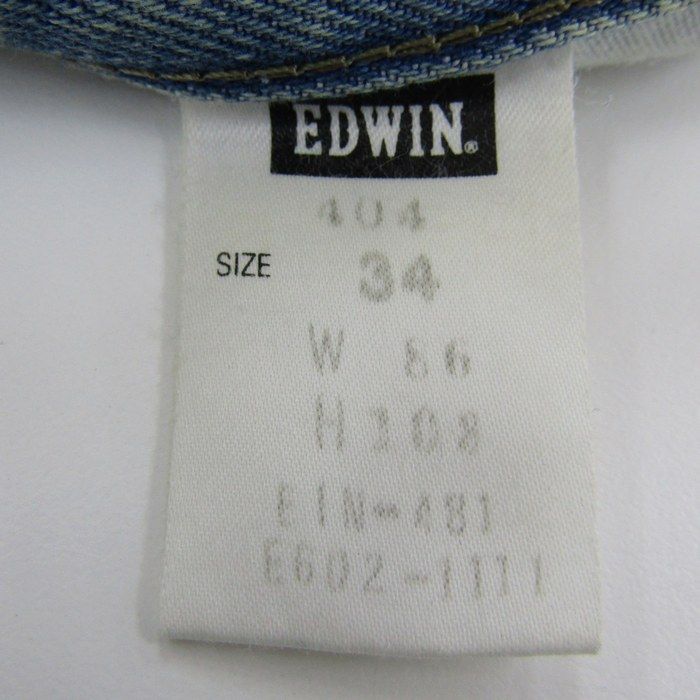 EDWIN®
404
SIZE 34
W 86
H 108
EIN-481
E602-1111